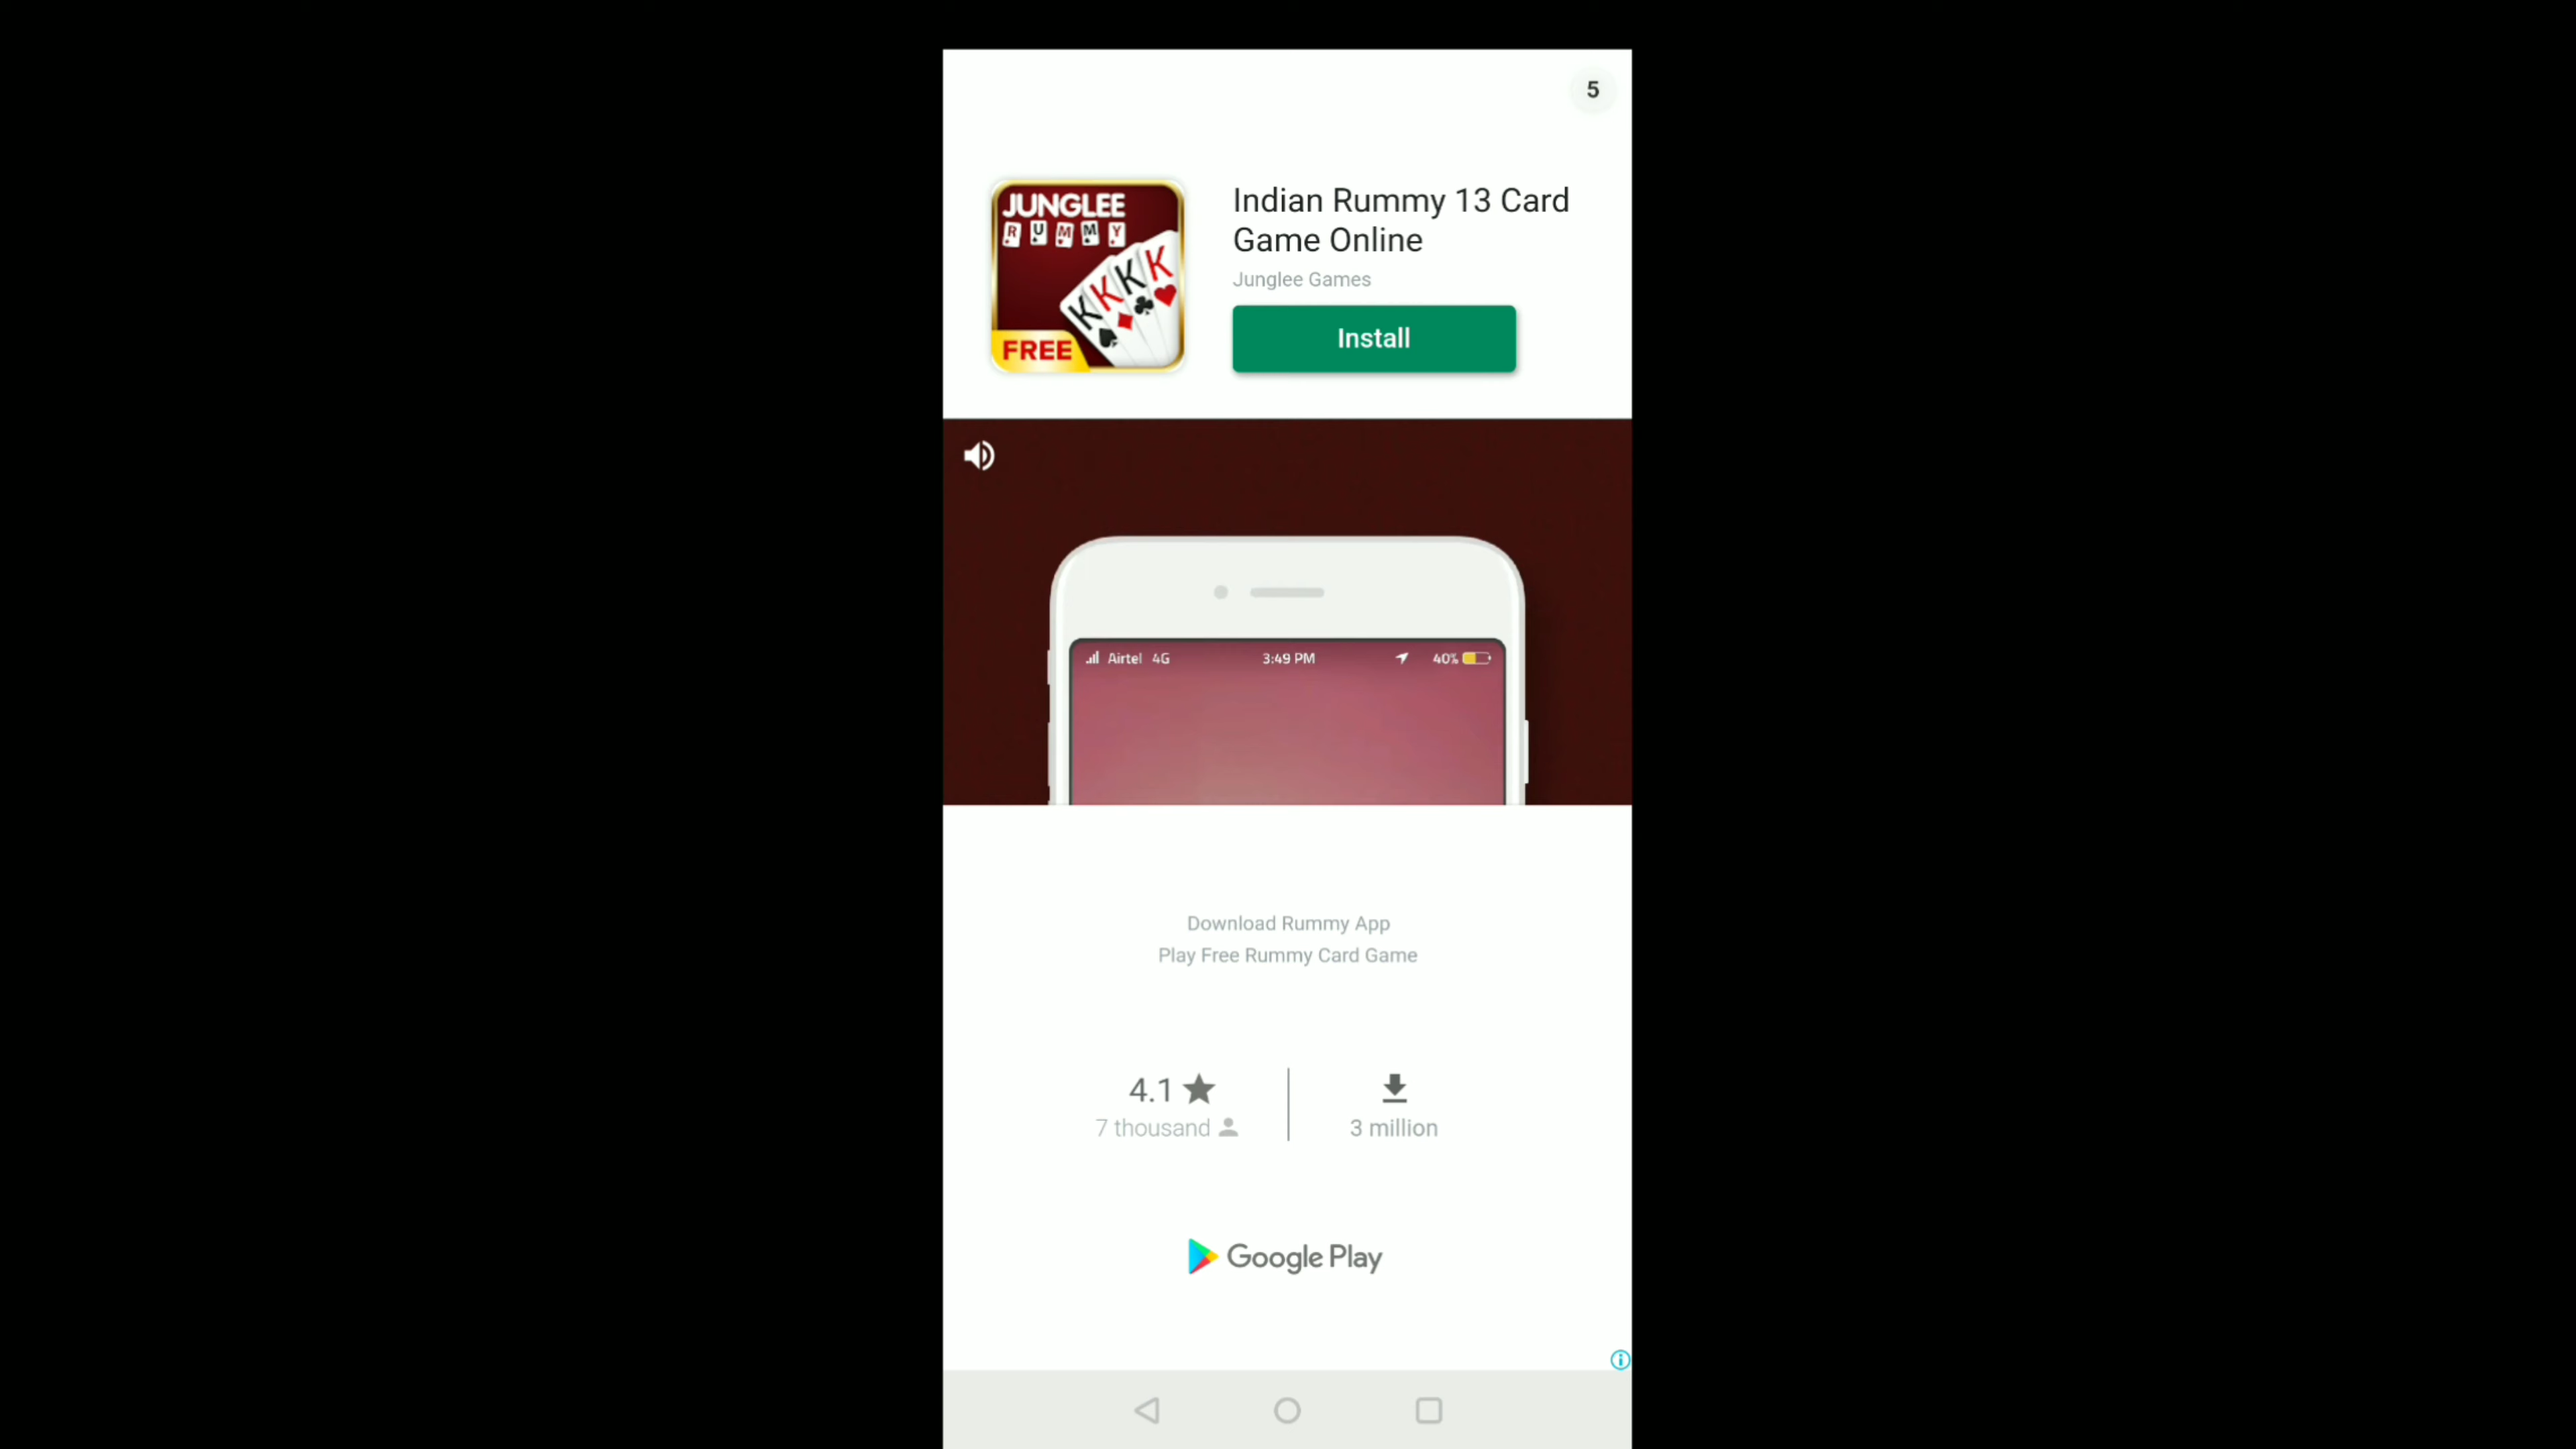 5
JUNGLEE
RUMMY
K K K K
FREE
Indian Rummy 13 Card
Game Online
Junglee Games
Install
Airtel 4G 3:49 PM 40%
Download Rummy App
Play Free Rummy Card Game
4.1
7 thousand
3 million
Google Play